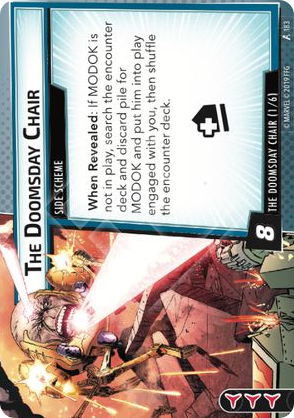 THE DOOMSDAY CHAIR
SIDE SCHEME
When Revealed: If MODOK is
not in play, search the encounter
deck and discard pile for
MODOK and put him into play
engaged with you, then shuffle
the encounter deck.
8
THE DOOMSDAY CHAIR (1/6)
© MARVEL © 2019 FFG
183